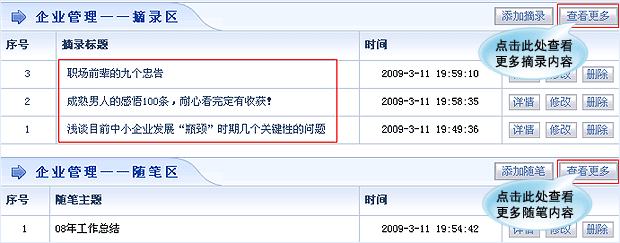 企业管理——摘录区 添加摘录 查看更多
点击此处查看
更多摘录内容
序号 摘录标题 时间
3 职场前辈的九个忠告 2009-3-11 19:59:10 详情 修改 删除
2 成熟男人的感悟100条，耐心看完定有收获！ 2009-3-11 19:58:35 详情 修改 删除
1 浅谈目前中小企业发展“瓶颈”时期几个关键性的问题 2009-3-11 19:49:36 详情 修改 删除
企业管理——随笔区 添加随笔 查看更多
点击此处查看
更多随笔内容
序号 随笔主题 时间
1 08年工作总结 2009-3-11 19:54:42 详情 修改 删除